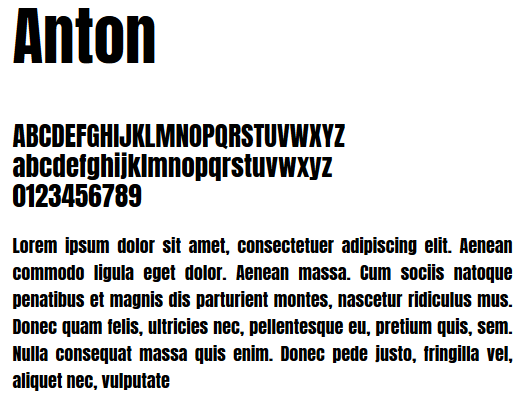 Anton
ABCDEFGHIJKLMNOPQRSTUVWXYZ
abcdefghijklmnopqrstuvwxyz
0123456789
Lorem ipsum dolor sit amet, consectetuer adipiscing elit. Aenean
commodo ligula eget dolor. Aenean massa. Cum sociis natoque
penatibus et magnis dis parturient montes, nascetur ridiculus mus.
Donec quam felis, ultricies nec, pellentesque eu, pretium quis, sem.
Nulla consequat massa quis enim. Donec pede justo, fringilla vel,
aliquet nec, vulputate